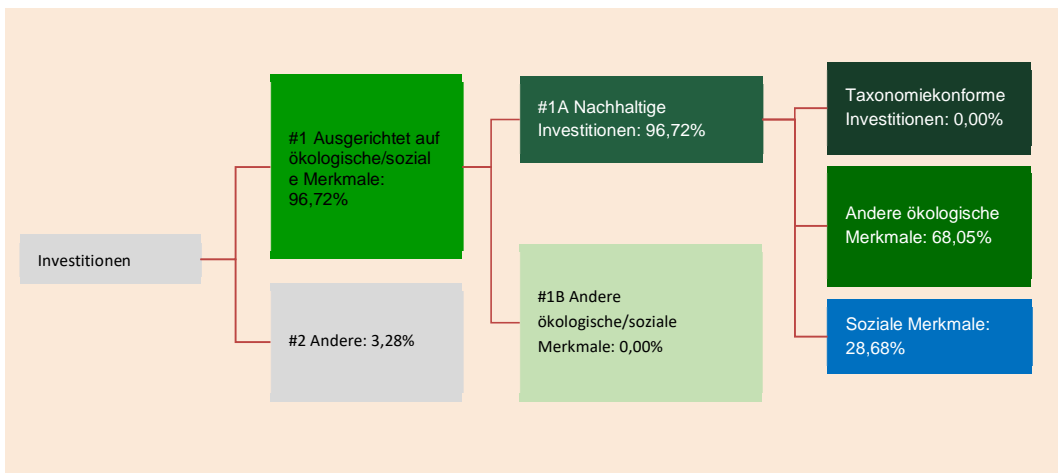 Investitionen
#1 Ausgerichtet auf
ökologische/sozial
e Merkmale:
96,72%
#2 Andere: 3,28%
#1A Nachhaltige
Investitionen: 96,72%
#1B Andere
ökologische/soziale
Merkmale: 0,00%
Taxonomiekonforme
Investitionen: 0,00%
Andere ökologische
Merkmale: 68,05%
Soziale Merkmale:
28,68%